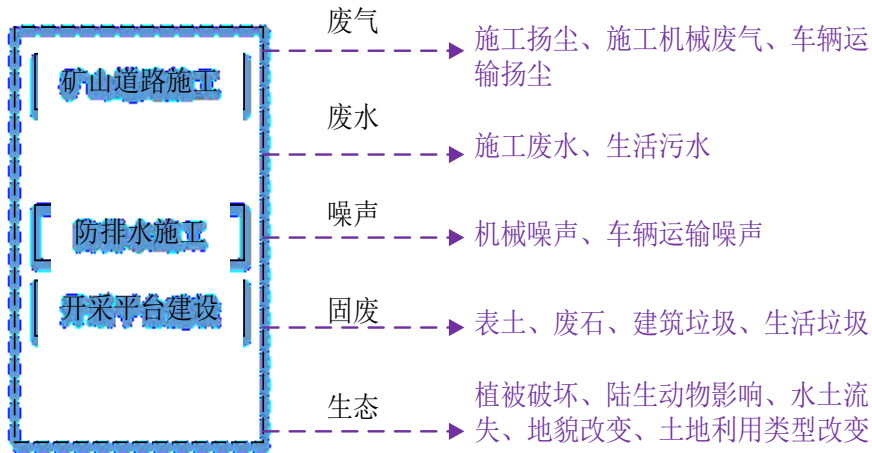 矿山道路施工
防排水施工
开采平台建设
废气
施工扬尘、施工机械废气、车辆运
输扬尘
废水
施工废水、生活污水
噪声
机械噪声、车辆运输噪声
固废
表土、废石、建筑垃圾、生活垃圾
生态
植被破坏、陆生动物影响、水土流
失、地貌改变、土地利用类型改变